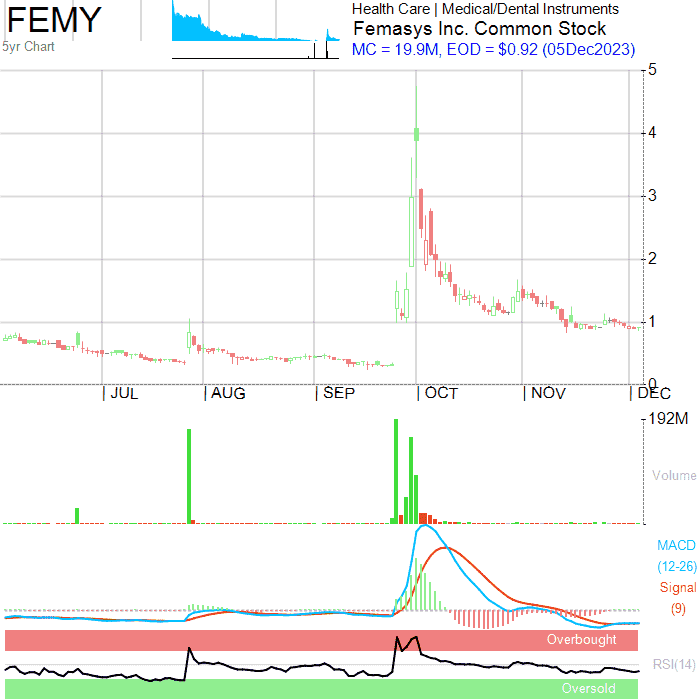 FEMY
5yr Chart
Health Care | Medical/Dental Instruments
Femasys Inc. Common Stock
MC = 19.9M, EOD = $0.92 (05Dec2023)
5
4
3
2
1
0
| JUL | AUG | SEP | OCT | NOV | DEC
192M
Volume
MACD
(12-26)
Signal
(9)
Overbought
RSI(14)
Oversold